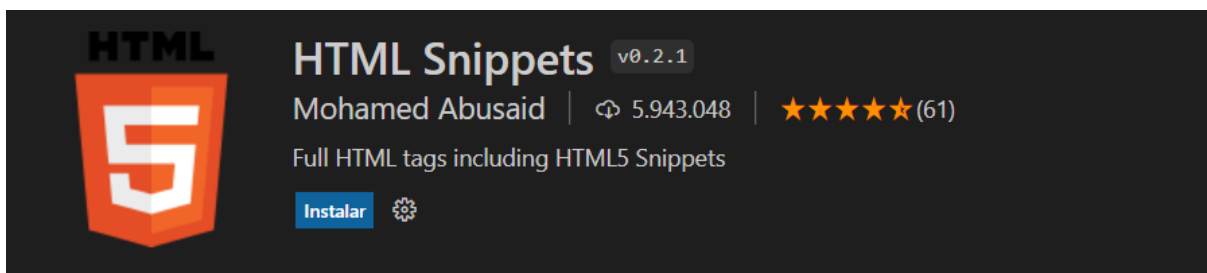 HTML
5
HTML Snippets v0.2.1
Mohamed Abusaid 5.943.048 (61)
Full HTML tags including HTML5 Snippets
Instalar